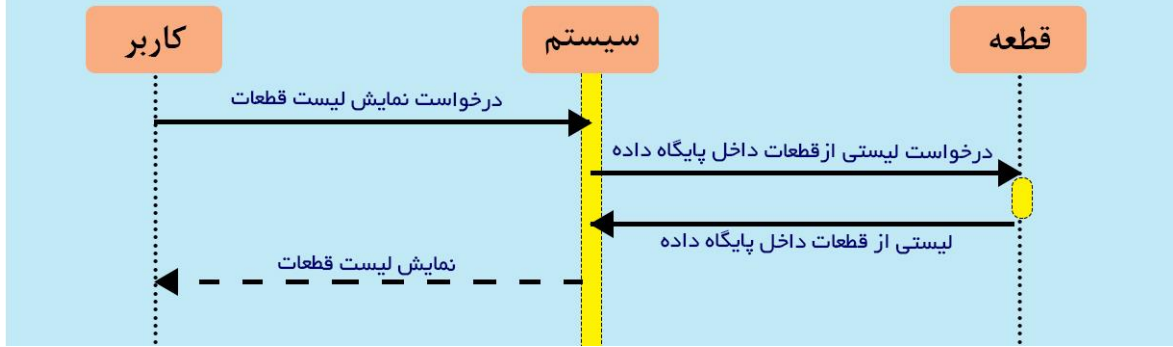 کاربر
سیستم
قطعه
درخواست نمایش لیست قطعات
درخواست لیستی ازقطعات داخل پایگاه داده
لیستی از قطعات داخل پایگاه داده
نمایش لیست قطعات